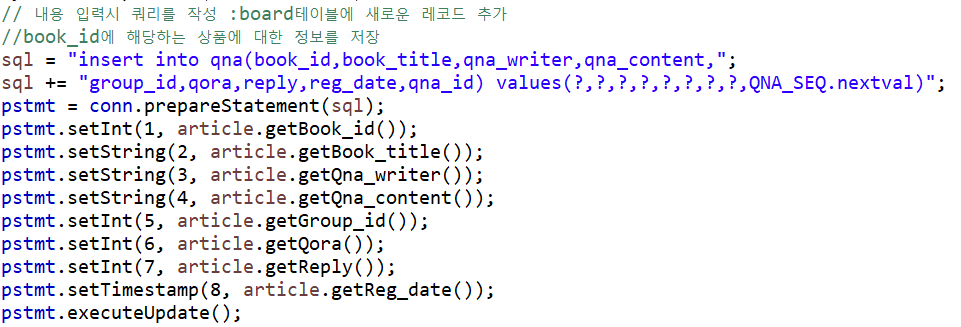 // 내용 입력시 쿼리를 작성 :board테이블에 새로운 레코드 추가
//book_id에 해당하는 상품에 대한 정보를 저장
sql = "insert into qna(book_id,book_title,qna_writer,qna_content,";
sql += "group_id,qora,reply,reg_date,qna_id) values(?,?,?,?,?,?,?,?,QNA_SEQ.nextval)";
pstmt = conn.prepareStatement(sql);
pstmt.setInt(1, article.getBook_id());
pstmt.setString(2, article.getBook_title());
pstmt.setString(3, article.getQna_writer());
pstmt.setString(4, article.getQna_content());
pstmt.setInt(5, article.getGroup_id());
pstmt.setInt(6, article.getQora());
pstmt.setInt(7, article.getReply());
pstmt.setTimestamp(8, article.getReg_date());
pstmt.executeUpdate();